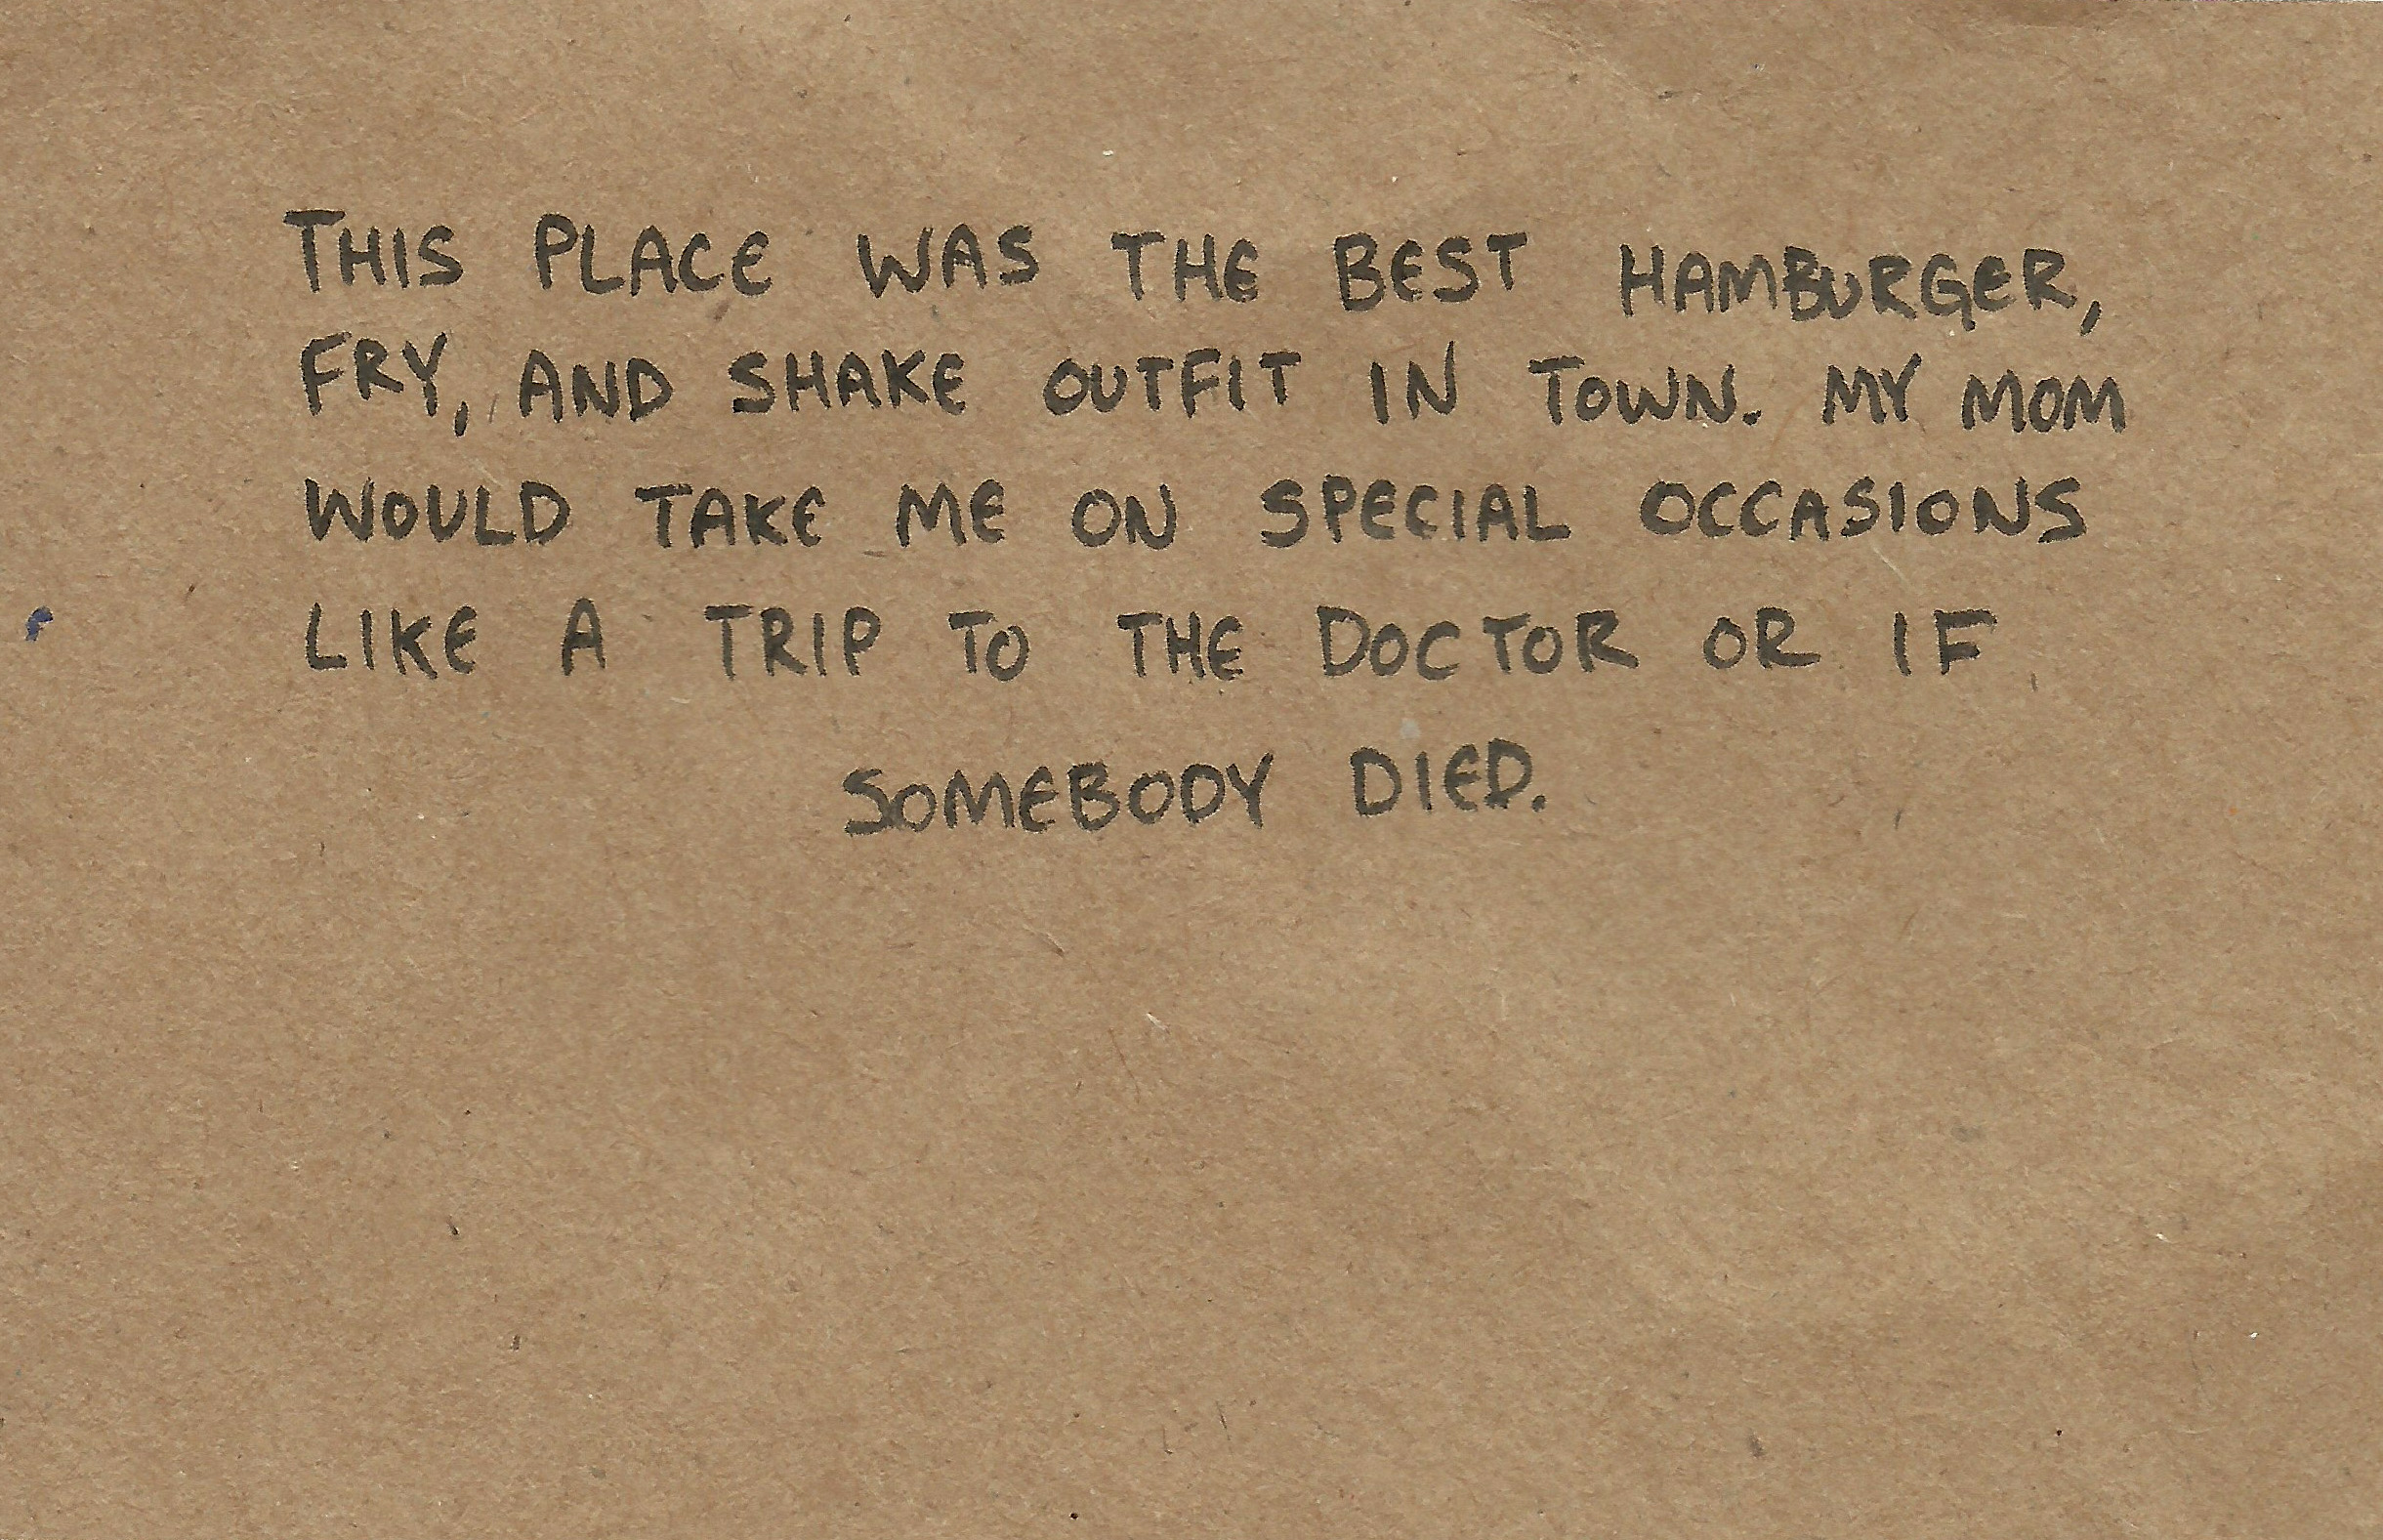 THIS PLACE WAS THE BEST HAMBURGER,
FRY, AND SHAKE OUTFIT IN TOWN. MY MOM
WOULD TAKE ME ON SPECIAL OCCASIONS
LIKE A TRIP TO THE DOCTOR OR IF
SOMEBODY DIED.